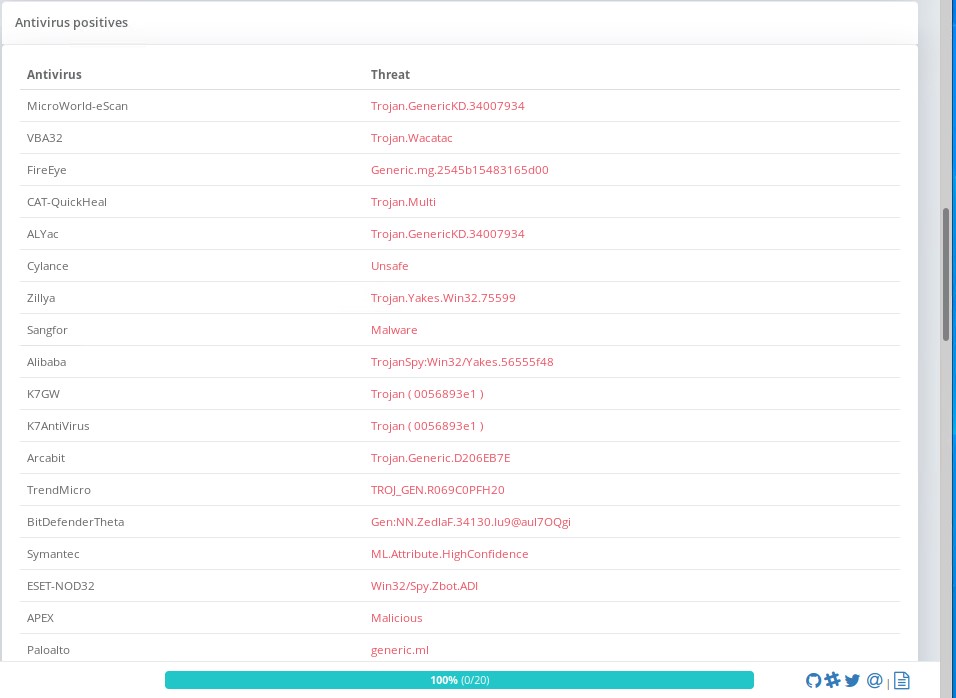 Antivirus positives
Antivirus Threat
MicroWorld-eScan Trojan.GenericKD.34007934
VBA32 Trojan.Wacatac
FireEye Generic.mg.2545b15483165d00
CAT-QuickHeal Trojan.Multi
ALYac Trojan.GenericKD.34007934
Cylance Unsafe
Zillya Trojan.Yakes.Win32.75599
Sangfor Malware
Alibaba TrojanSpy:Win32/Yakes.56555f48
K7GW Trojan ( 0056893e1 )
K7AntiVirus Trojan ( 0056893e1 )
Arcabit Trojan.Generic.D206EB7E
TrendMicro TROJ_GEN.R069C0PFH20
BitDefenderTheta Gen:NN.ZedlaF.34130.lu9@aul7OQgi
Symantec ML.Attribute.HighConfidence
ESET-NOD32 Win32/Spy.Zbot.ADI
APEX Malicious
Paloalto generic.ml
100% (0/20)